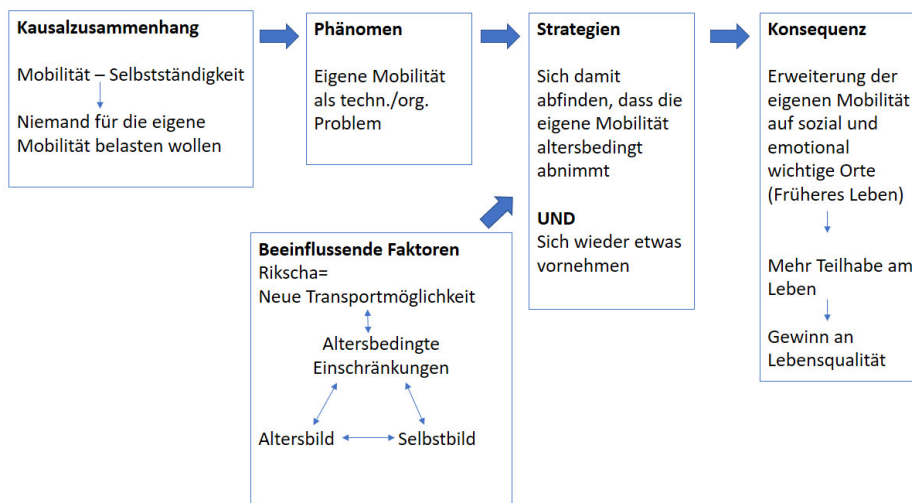 Kausalzusammenhang
Mobilität – Selbstständigkeit
Niemand für die eigene
Mobilität belasten wollen
Phänomen
Eigene Mobilität
als techn./org.
Problem
Strategien
Sich damit
abfinden, dass die
eigene Mobilität
altersbedingt
abnimmt
UND
Sich wieder etwas
vornehmen
Konsequenz
Erweiterung der
eigenen Mobilität
auf sozial und
emotional
wichtige Orte
(Früheres Leben)
Mehr Teilhabe am
Leben
Gewinn an
Lebensqualität
Beeinflussende Faktoren
Rikscha=
Neue Transportmöglichkeit
Altersbedingte
Einschränkungen
Altersbild
Selbstbild